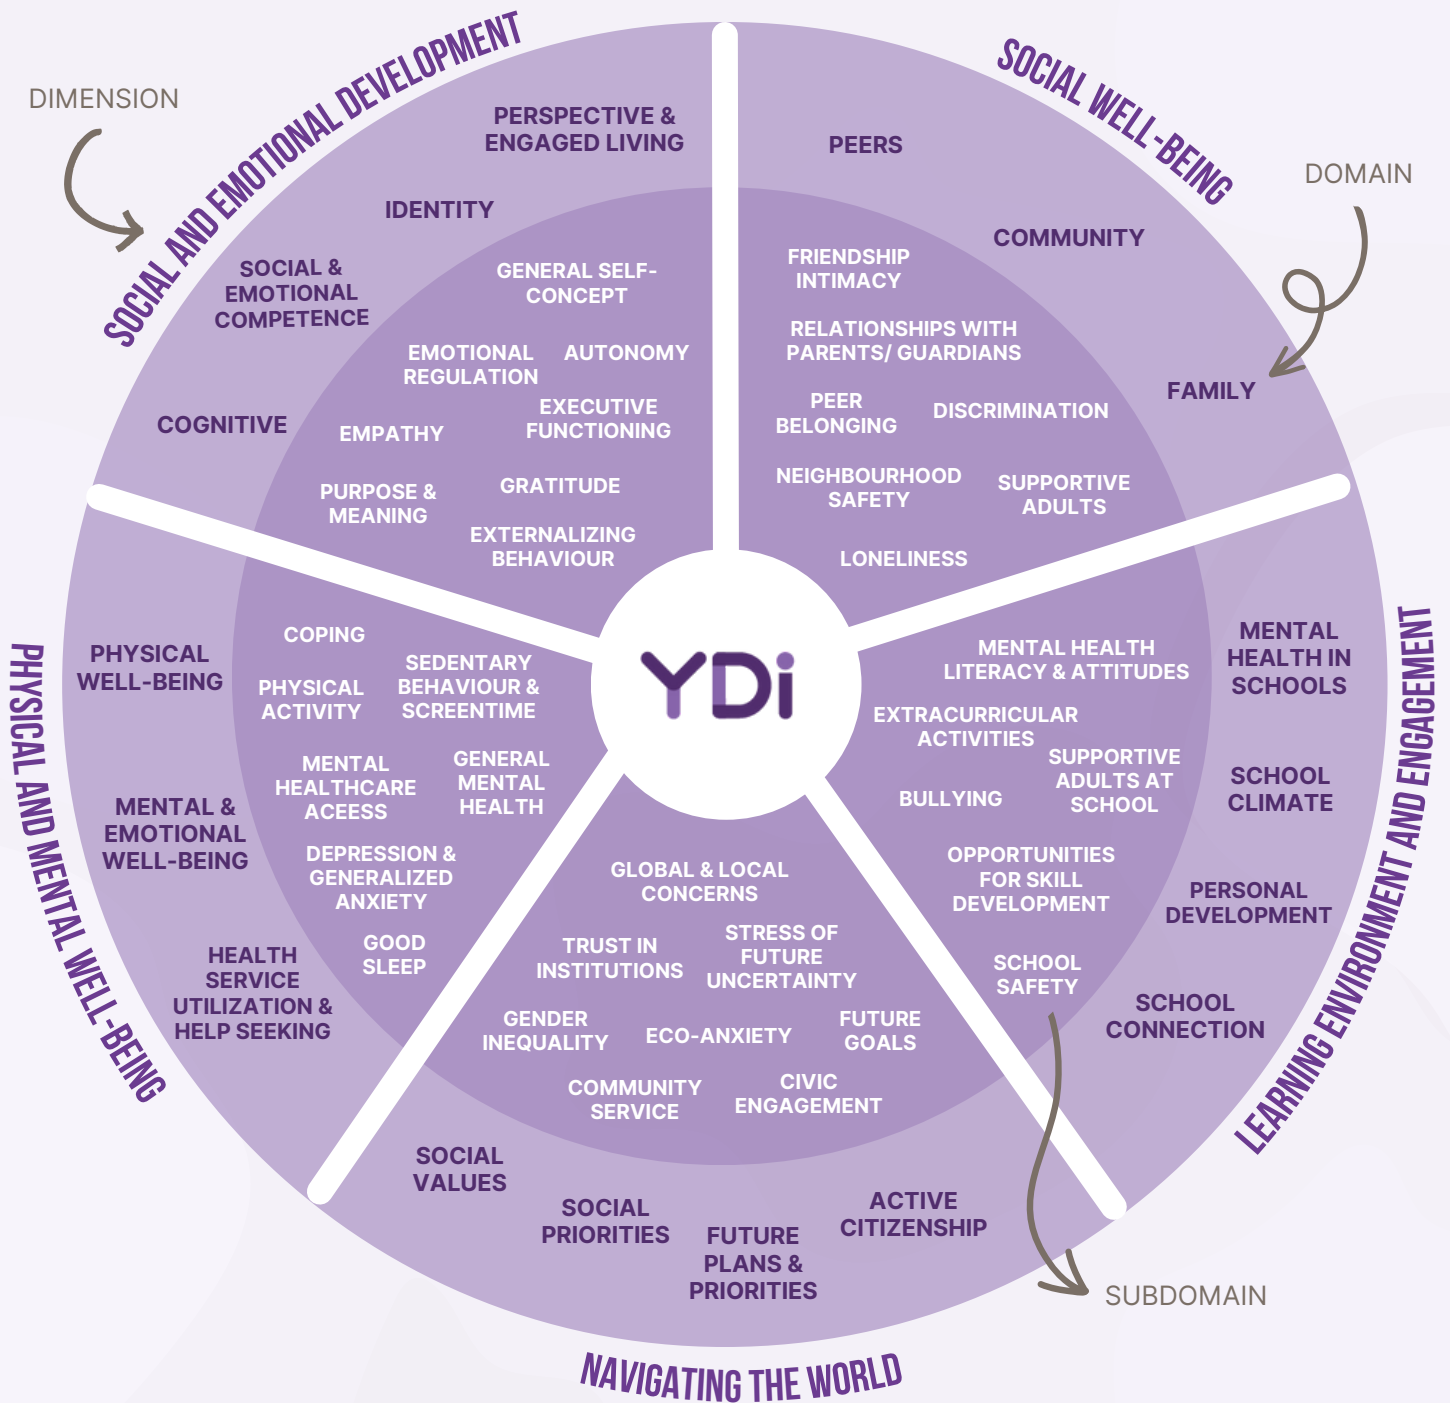 DIMENSION
SOCIAL AND EMOTIONAL DEVELOPMENT
PERSPECTIVE &
ENGAGED LIVING
IDENTITY
SOCIAL &
EMOTIONAL
COMPETENCE
COGNITIVE
GENERAL SELF-
CONCEPT
EMOTIONAL
REGULATION
AUTONOMY
EMPATHY
EXECUTIVE
FUNCTIONING
PURPOSE &
MEANING
GRATITUDE
EXTERNALIZING
BEHAVIOUR
SOCIAL WELL-BEING
DOMAIN
PEERS
COMMUNITY
FAMILY
FRIENDSHIP
INTIMACY
RELATIONSHIPS WITH
PARENTS/ GUARDIANS
PEER
BELONGING
DISCRIMINATION
NEIGHBOURHOOD
SAFETY
SUPPORTIVE
ADULTS
LONELINESS
YDi
PHYSICAL AND MENTAL WELL-BEING
PHYSICAL
WELL-BEING
MENTAL &
EMOTIONAL
WELL-BEING
HEALTH
SERVICE
UTILIZATION &
HELP SEEKING
COPING
PHYSICAL
ACTIVITY
SEDENTARY
BEHAVIOUR &
SCREENTIME
MENTAL
HEALTHCARE
ACEESS
GENERAL
MENTAL
HEALTH
DEPRESSION &
GENERALIZED
ANXIETY
GOOD
SLEEP
LEARNING ENVIRONMENT AND ENGAGEMENT
MENTAL
HEALTH IN
SCHOOLS
SCHOOL
CLIMATE
PERSONAL
DEVELOPMENT
SCHOOL
CONNECTION
MENTAL HEALTH
LITERACY & ATTITUDES
EXTRACURRICULAR
ACTIVITIES
BULLYING
SUPPORTIVE
ADULTS AT
SCHOOL
OPPORTUNITIES
FOR SKILL
DEVELOPMENT
SCHOOL
SAFETY
GLOBAL & LOCAL
CONCERNS
TRUST IN
INSTITUTIONS
STRESS OF
FUTURE
UNCERTAINTY
GENDER
INEQUALITY
ECO-ANXIETY
FUTURE
GOALS
COMMUNITY
SERVICE
CIVIC
ENGAGEMENT
SOCIAL
VALUES
SOCIAL
PRIORITIES
FUTURE
PLANS &
PRIORITIES
ACTIVE
CITIZENSHIP
SUBDOMAIN
NAVIGATING THE WORLD